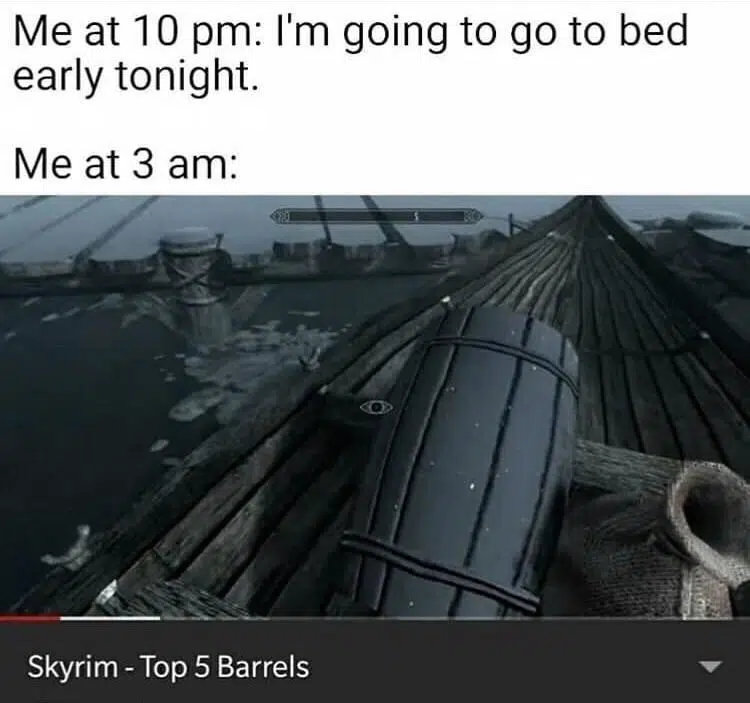 Me at 10 pm: I'm going to go to bed
early tonight.
Me at 3 am:
S
Skyrim - Top 5 Barrels